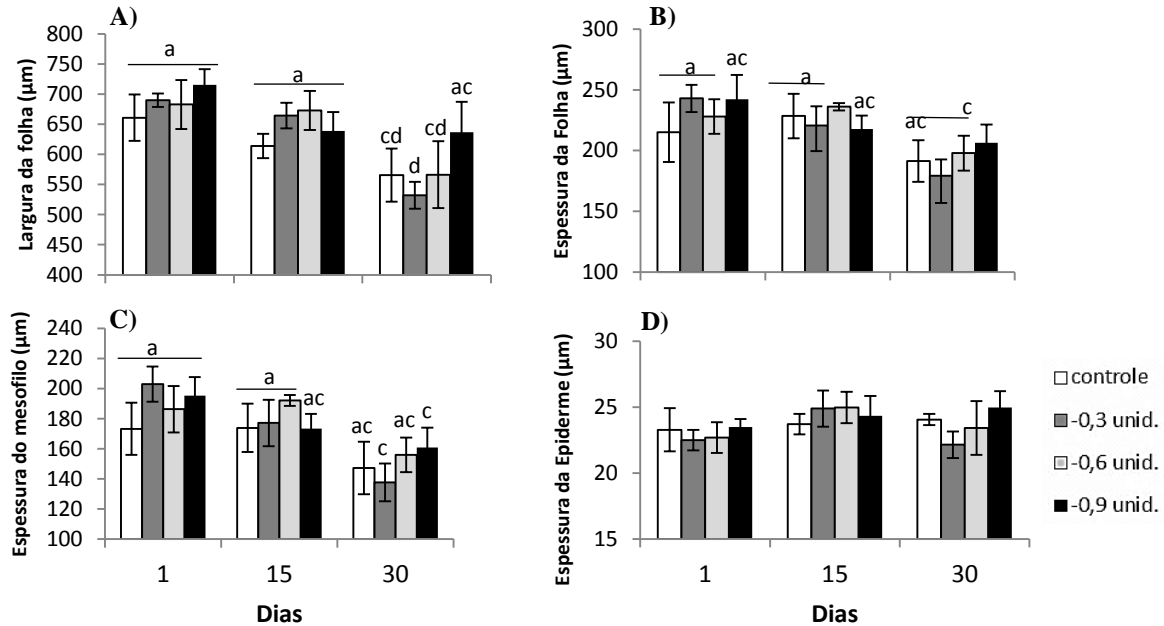 A)
Largura da folha (µm)
800
750
700
650
600
550
500
450
400
a
a
cd
d
cd
ac
B)
Espessura da Folha (µm)
300
250
200
150
100
a
ac
a
ac
ac
c
C)
Espessura do mesofilo (µm)
240
220
200
180
160
140
120
100
a
a
ac
ac
c
ac
c
1
15
30
Dias
D)
Espessura da Epiderme (µm)
30
25
20
15
1
15
30
Dias
controle
-0,3 unid.
-0,6 unid.
-0,9 unid.